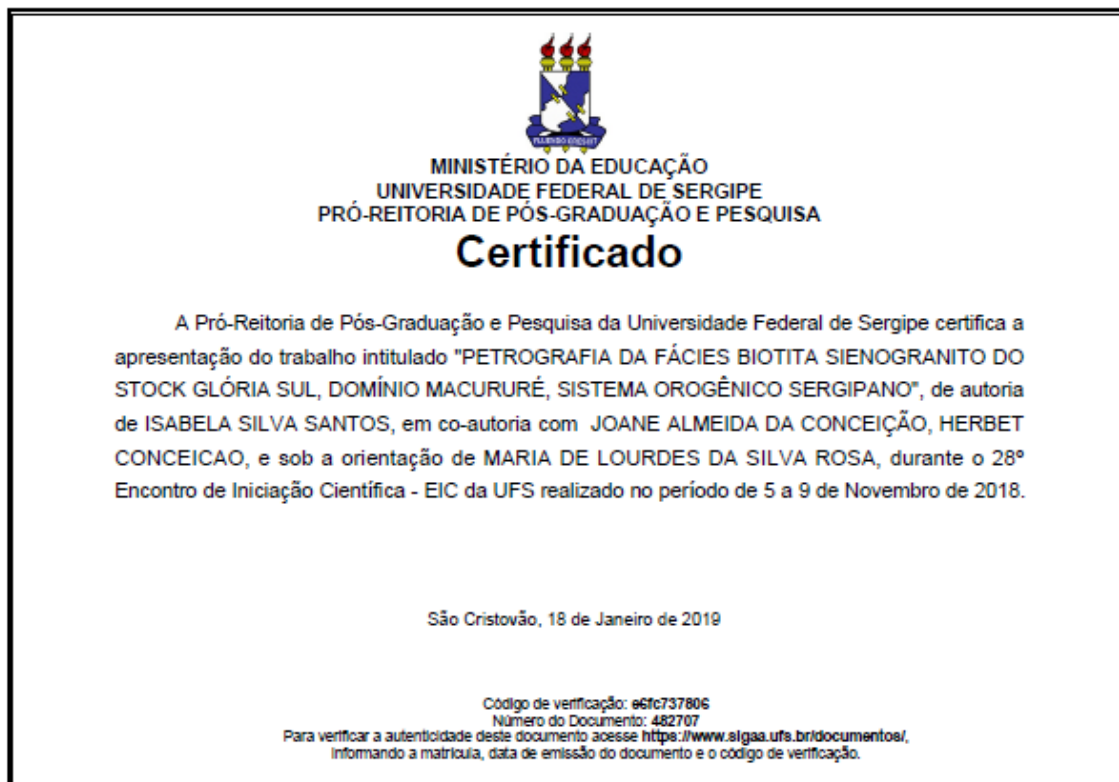 MINISTÉRIO DA EDUCAÇÃO
UNIVERSIDADE FEDERAL DE SERGIPE
PRÓ-REITORIA DE PÓS-GRADUAÇÃO E PESQUISA
Certificado
A Pró-Reitoria de Pós-Graduação e Pesquisa da Universidade Federal de Sergipe certifica a
apresentação do trabalho intitulado "PETROGRAFIA DA FÁCIES BIOTITA SIENOGRANITO DO
STOCK GLÓRIA SUL, DOMÍNIO MACURURÉ, SISTEMA OROGÊNICO SERGIPANO", de autoria
de ISABELA SILVA SANTOS, em co-autoria com JOANE ALMEIDA DA CONCEIÇÃO, HERBET
CONCEICAO, e sob a orientação de MARIA DE LOURDES DA SILVA ROSA, durante o 28º
Encontro de Iniciação Científica - EIC da UFS realizado no período de 5 a 9 de Novembro de 2018.
São Cristovão, 18 de Janeiro de 2019
Código de verificação: e6fc737806
Número do Documento: 482707
Para verificar a autenticidade deste documento acesse https://www.sigaa.ufs.br/documentos/,
informando a matrícula, data de emissão do documento e o código de verificação.